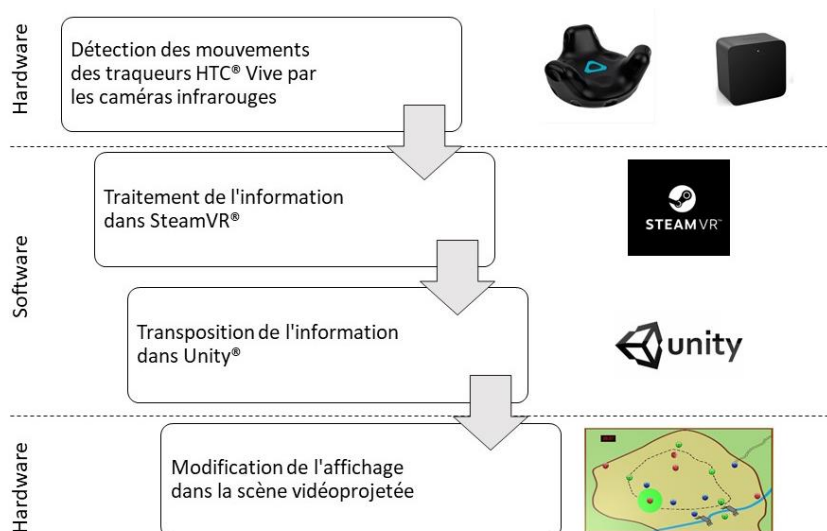 Hardware
Détection des mouvements
des traqueurs HTC® Vive par
les caméras infrarouges
Software
Traitement de l'information
dans SteamVR®
STEAMVR™
Transposition de l'information
dans Unity®
unity
Hardware
Modification de l'affichage
dans la scène vidéoprojetée